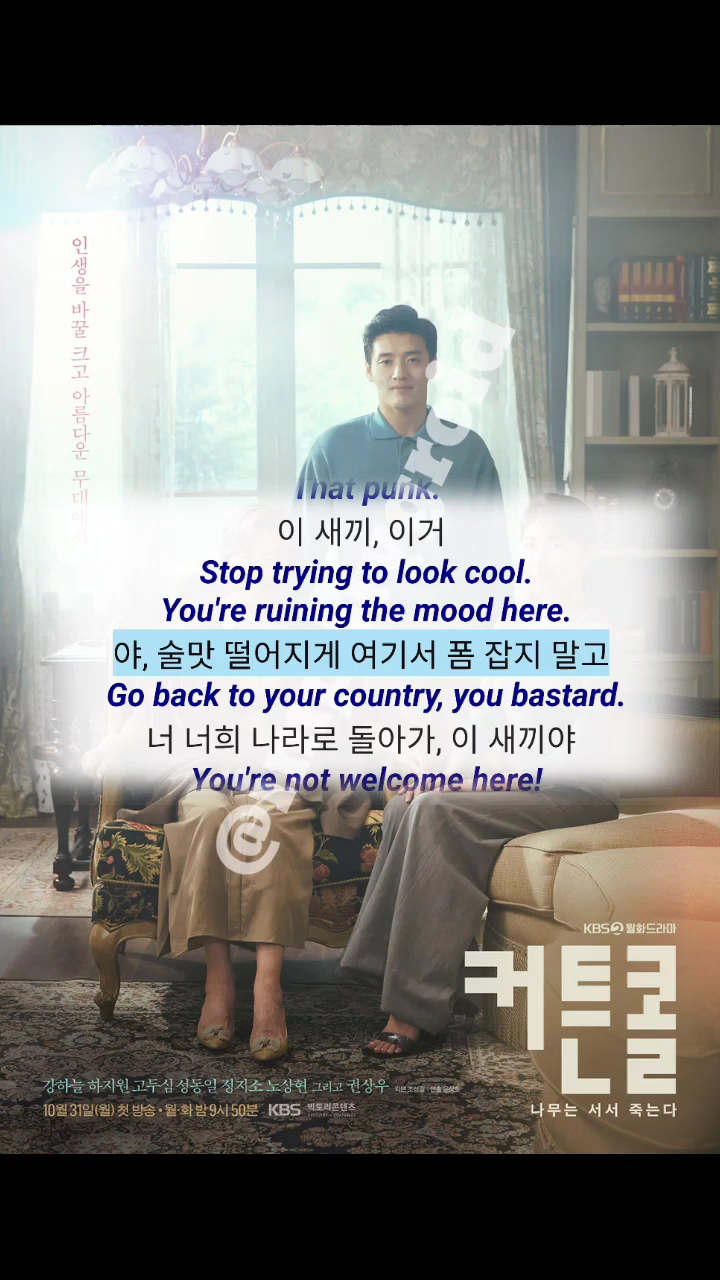 인생을 바꿀 크고 아름다운 무대에서
That punk.
이 새끼, 이거
Stop trying to look cool.
You're ruining the mood here.
야, 술맛 떨어지게 여기서 폼 잡지 말고
Go back to your country, you bastard.
너 너희 나라로 돌아가, 이 새끼야
You're not welcome here!
KBS2 월화드라마
커튼콜
나무는 서서 죽는다
강하늘 하지원 고두심 성동일 정지소 노상현 그리고 권상우
10월 31일(월) 첫 방송 • 월·화 밤 9시 50분 KBS 빅토리콘텐츠